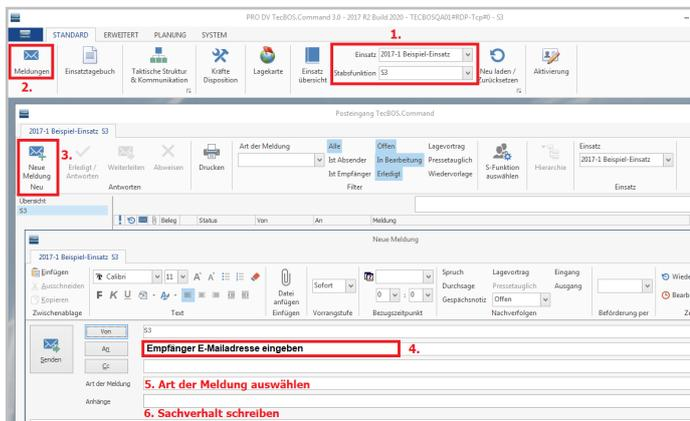 PRO DV TecBOS.Command 3.0 - 2017 R2 Build 2020 - TECBOSQA01#RDP-Tcp#0 - S3
STANDARD ERWEITERT PLANUNG SYSTEM
1.
Meldungen
2.
Einsatztagebuch
Taktische Struktur
& Kommunikation
Kräfte
Disposition
Lagekarte
Einsatz
übersicht
Einsatz 2017-1 Beispiel-Einsatz
Stabsfunktion S3
Neu laden /
Zurücksetzen
Aktivierung
Posteingang TecBOS.Command
2017-1 Beispiel-Einsatz S3
Neue
Meldung
Neu
3.
Erledigt /
Antworten
Weiterleiten
Abweisen
Antworten
Drucken
Art der Meldung
Alle Offen Lagevortrag
Ist Absender In Bearbeitung Pressetauglich
Ist Empfänger Erledigt Wiedervorlage
Filter
S-Funktion
auswählen
Hierarchie
Einsatz
2017-1 Beispiel-Einsatz
Einsatz
Übersicht
S3
Beleg Status Von An Meldung
Neue Meldung
2017-1 Beispiel-Einsatz S3
Einfügen
Ausschneiden
Kopieren
Zwischenablage
Calibri 11 A A
F K U
Text
Datei
anfügen
Einfügen
Sofort
Vorrangstufe
0 : 0
Bezugszeitpunkt
Spruch Lagevortrag Eingang
Durchsage Pressetauglich Ausgang
Gespächsnotiz Offen
Nachverfolgen
Beförderung per
Wiede
Bearb
Senden
Von S3
An Empfänger E-Mailadresse eingeben 4.
Cc
Art der Meldung 5. Art der Meldung auswählen
Anhänge
6. Sachverhalt schreiben